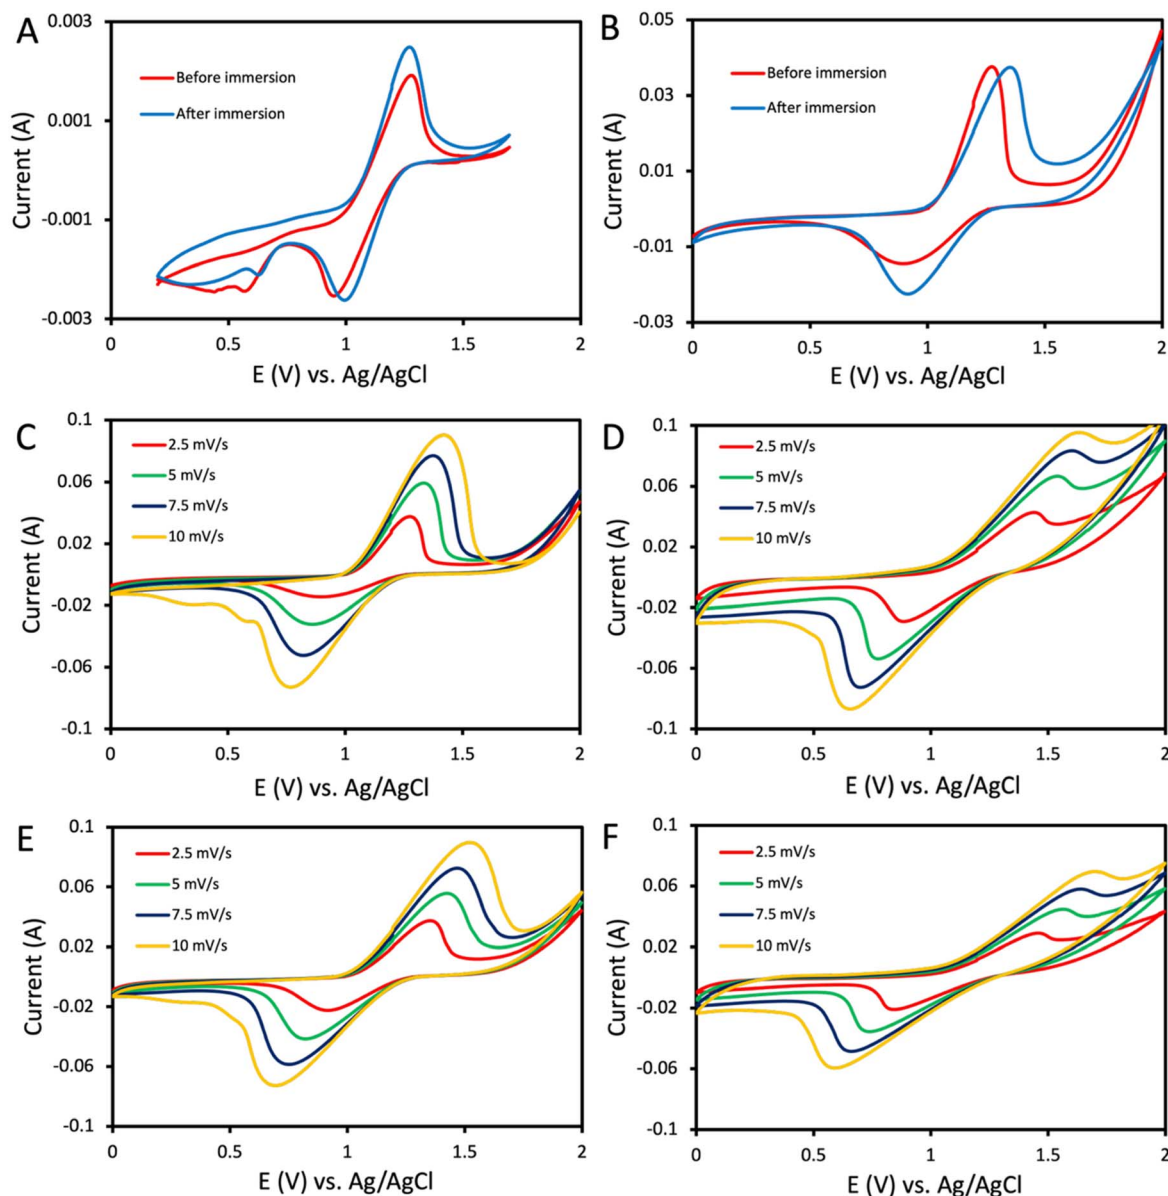 A
0.003
0.001
-0.001
-0.003
Current (A)
Before immersion
After immersion
0
0.5
1
1.5
2
E (V) vs. Ag/AgCl
B
0.05
0.03
0.01
-0.01
-0.03
Current (A)
Before immersion
After immersion
0
0.5
1
1.5
2
E (V) vs. Ag/AgCl
C
0.1
0.06
0.02
-0.02
-0.06
-0.1
Current (A)
2.5 mV/s
5 mV/s
7.5 mV/s
10 mV/s
0
0.5
1
1.5
2
E (V) vs. Ag/AgCl
D
0.1
0.06
0.02
-0.02
-0.06
-0.1
Current (A)
2.5 mV/s
5 mV/s
7.5 mV/s
10 mV/s
0
0.5
1
1.5
2
E (V) vs. Ag/AgCl
E
0.1
0.06
0.02
-0.02
-0.06
-0.1
Current (A)
2.5 mV/s
5 mV/s
7.5 mV/s
10 mV/s
0
0.5
1
1.5
2
E (V) vs. Ag/AgCl
F
0.1
0.06
0.02
-0.02
-0.06
-0.1
Current (A)
2.5 mV/s
5 mV/s
7.5 mV/s
10 mV/s
0
0.5
1
1.5
2
E (V) vs. Ag/AgCl